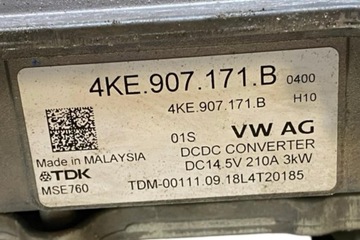 4KE.907.171.B 0400
4KE.907.171.B H10
01S VW AG
Made in MALAYSIA DCDC CONVERTER
TDK DC14.5V 210A 3kW
MSE760 TDM-00111.09.18L4T20185